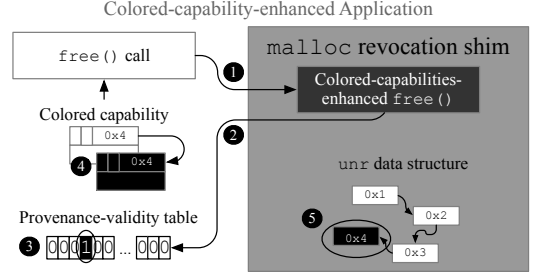 Colored-capability-enhanced Application
free() call
1
malloc revocation shim
Colored-capabilities-
enhanced free()
2
Colored capability
0x4
4
0x4
unr data structure
0x1
0x2
5
0x4
0x3
Provenance-validity table
3
000100 ... 000